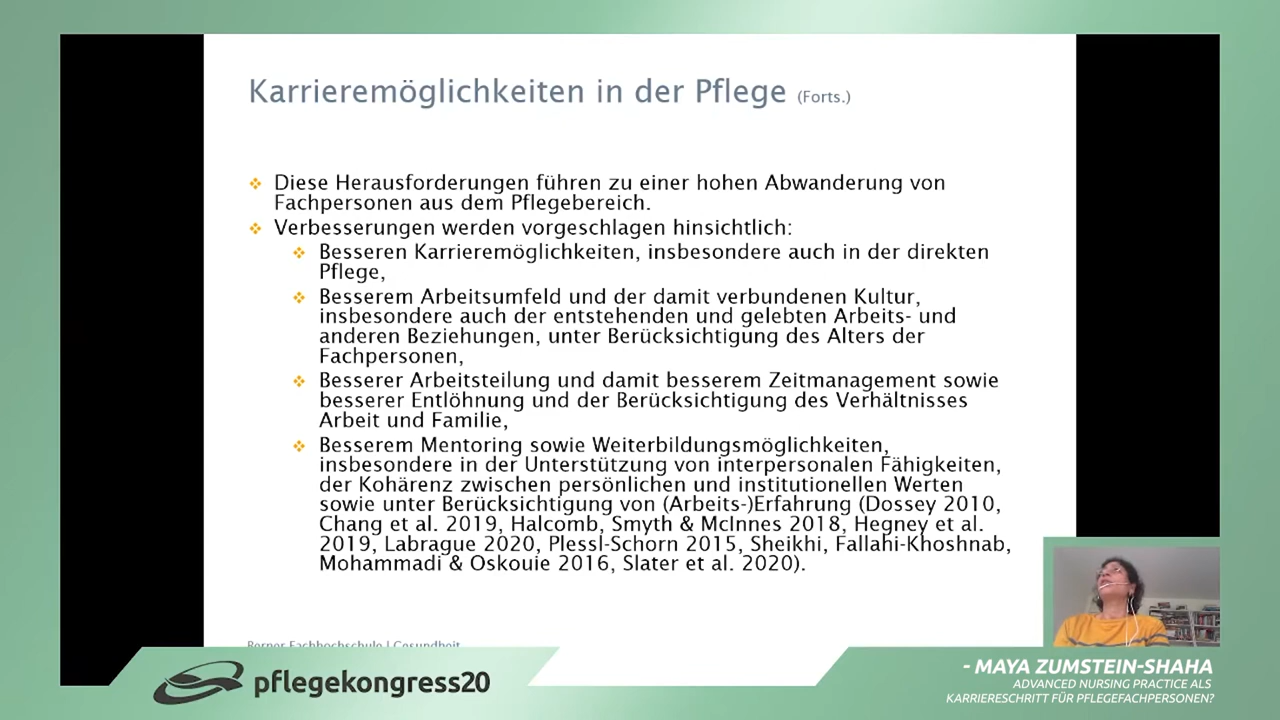 Karrieremöglichkeiten in der Pflege (Forts.)
Diese Herausforderungen führen zu einer hohen Abwanderung von
Fachpersonen aus dem Pflegebereich.
Verbesserungen werden vorgeschlagen hinsichtlich:
Besseren Karrieremöglichkeiten, insbesondere auch in der direkten
Pflege,
Besserem Arbeitsumfeld und der damit verbundenen Kultur,
insbesondere auch der entstehenden und gelebten Arbeits- und
anderen Beziehungen, unter Berücksichtigung des Alters der
Fachpersonen,
Besserer Arbeitsteilung und damit besserem Zeitmanagement sowie
besserer Entlöhnung und der Berücksichtigung des Verhältnisses
Arbeit und Familie,
Besserem Mentoring sowie Weiterbildungsmöglichkeiten,
insbesondere in der Unterstützung von interpersonalen Fähigkeiten,
der Kohärenz zwischen persönlichen und institutionellen Werten
sowie unter Berücksichtigung von (Arbeits-)Erfahrung (Dossey 2010,
Chang et al. 2019, Halcomb, Smyth & McInnes 2018, Hegney et al.
2019, Labrague 2020, Plessl-Schorn 2015, Sheikhi, Fallahi-Khoshnab,
Mohammadi & Oskouie 2016, Slater et al. 2020).
Berner Fachhochschule | Gesundheit
pflegekongress20
- MAYA ZUMSTEIN-SHAHA
ADVANCED NURSING PRACTICE ALS
KARRIERESCHRITT FÜR PFLEGEFACHPERSONEN?